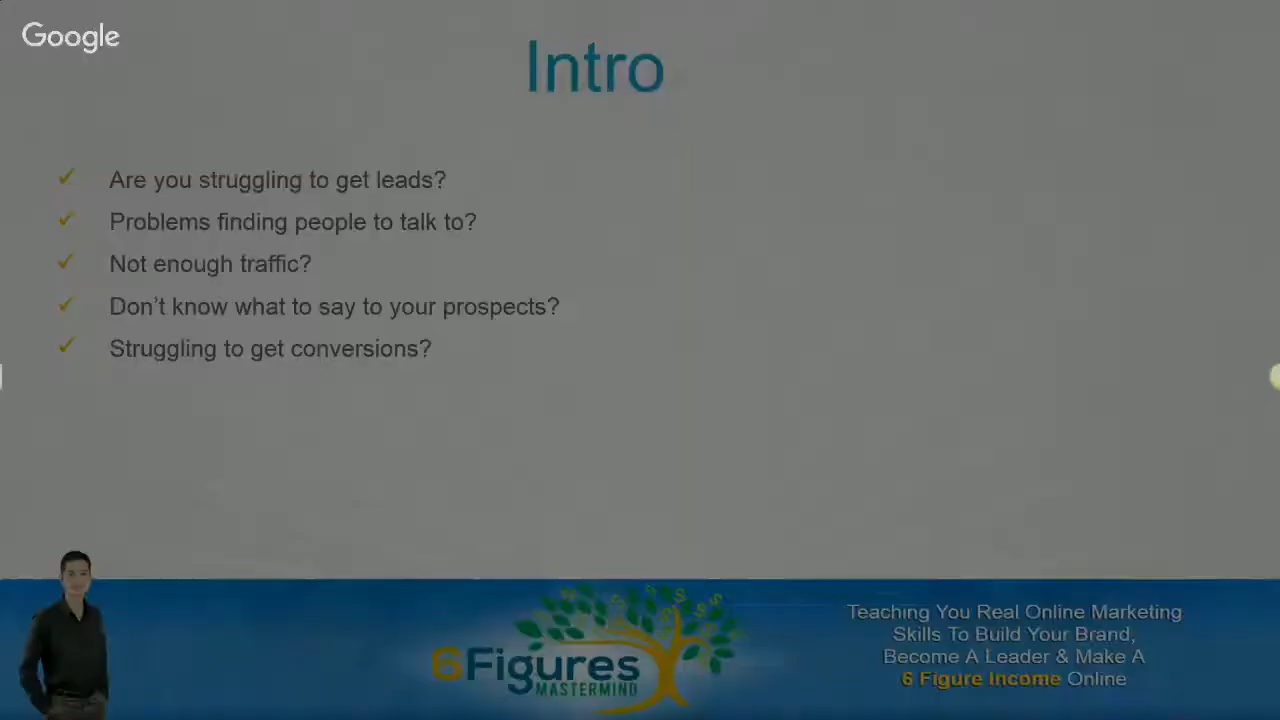 Google
Intro
Are you struggling to get leads?
Problems finding people to talk to?
Not enough traffic?
Don’t know what to say to your prospects?
Struggling to get conversions?
6Figures
MASTERMIND
Teaching You Real Online Marketing
Skills To Build Your Brand,
Become A Leader & Make A
6 Figure Income Online